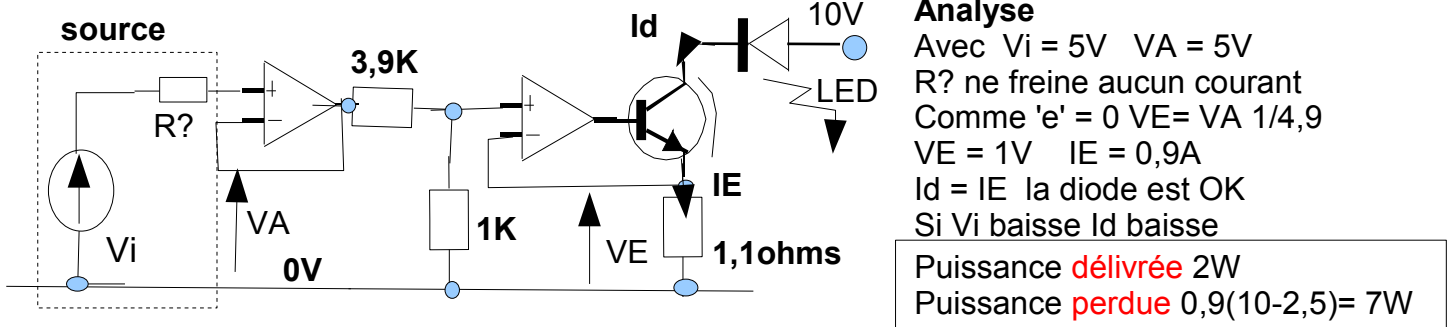 source
R?
Vi
VA
0V
3,9K
1K
+
−
+
−
VE
Id
IE
1,1ohms
10V
LED
Analyse
Avec Vi = 5V VA = 5V
R? ne freine aucun courant
Comme 'e' = 0 VE= VA 1/4,9
VE = 1V IE = 0,9A
Id = IE la diode est OK
Si Vi baisse Id baisse
Puissance délivrée 2W
Puissance perdue 0,9(10-2,5)= 7W